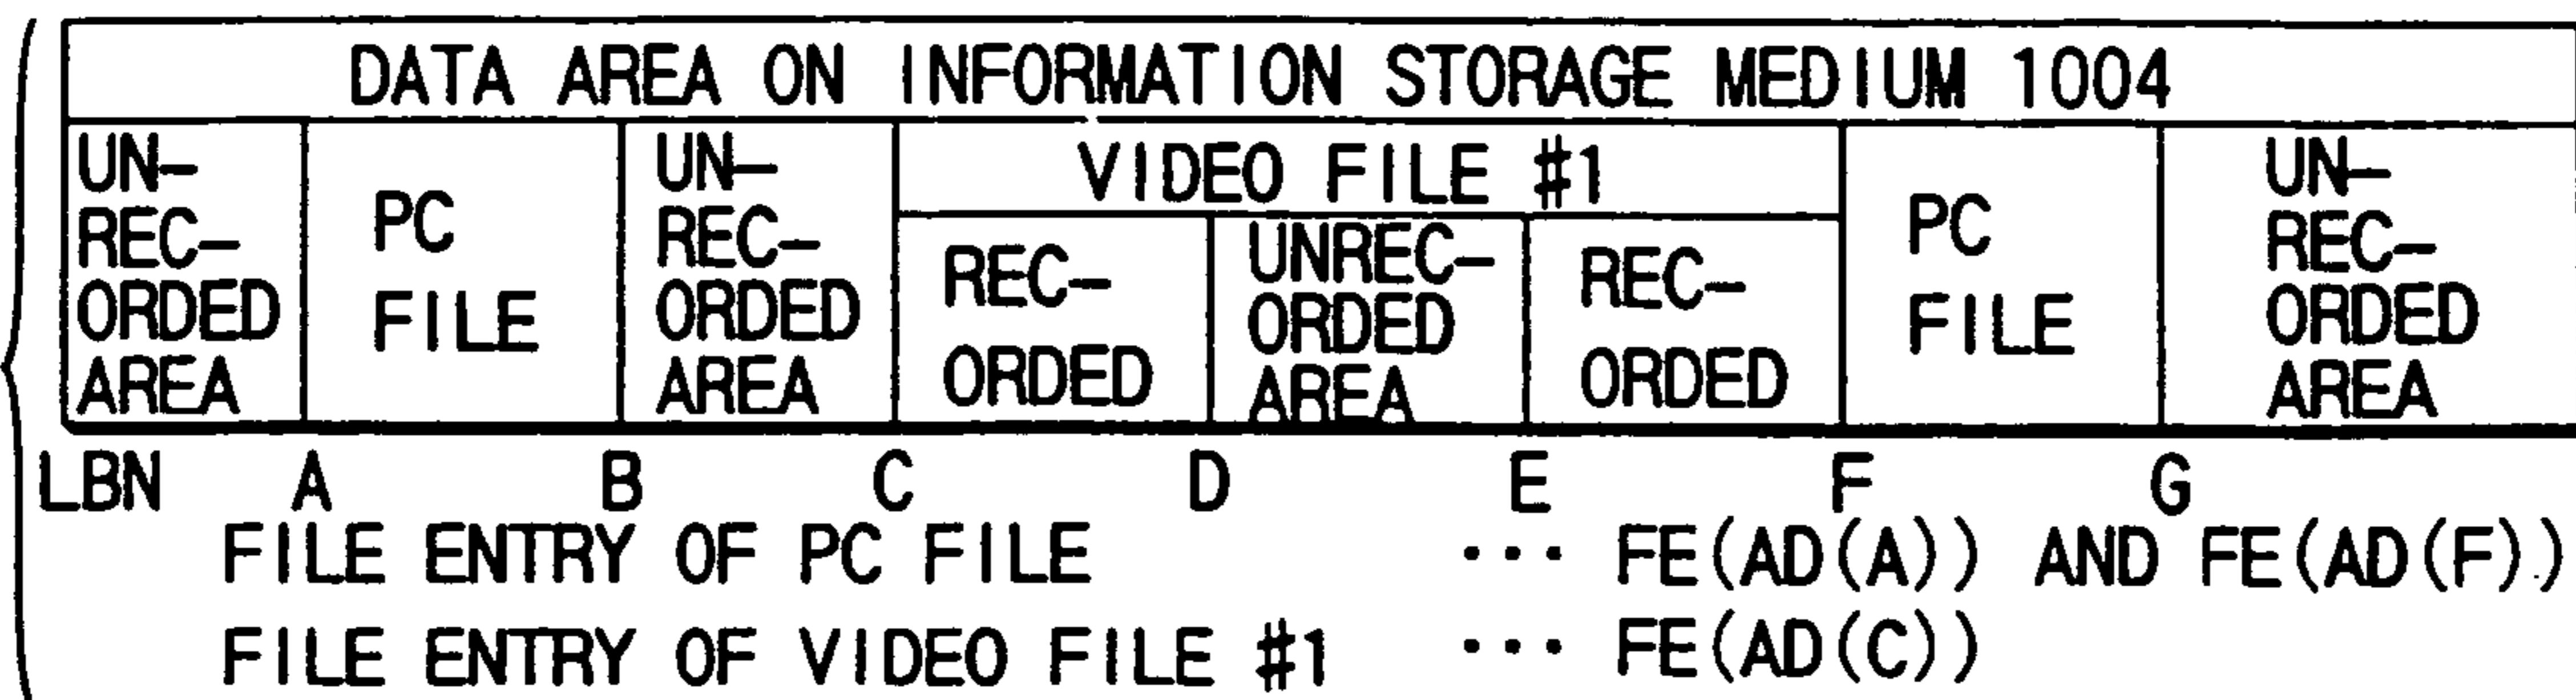 DATA AREA ON INFORMATION STORAGE MEDIUM 1004
UN-
REC-
ORDED
AREA
PC
FILE
UN-
REC-
ORDED
AREA
VIDEO FILE #1
REC-
ORDED
UNREC-
ORDED
AREA
REC-
ORDED
PC
FILE
UN-
REC-
ORDED
AREA
LBN A B C D E F G
FILE ENTRY OF PC FILE ··· FE(AD(A)) AND FE(AD(F))
FILE ENTRY OF VIDEO FILE #1 ··· FE(AD(C))